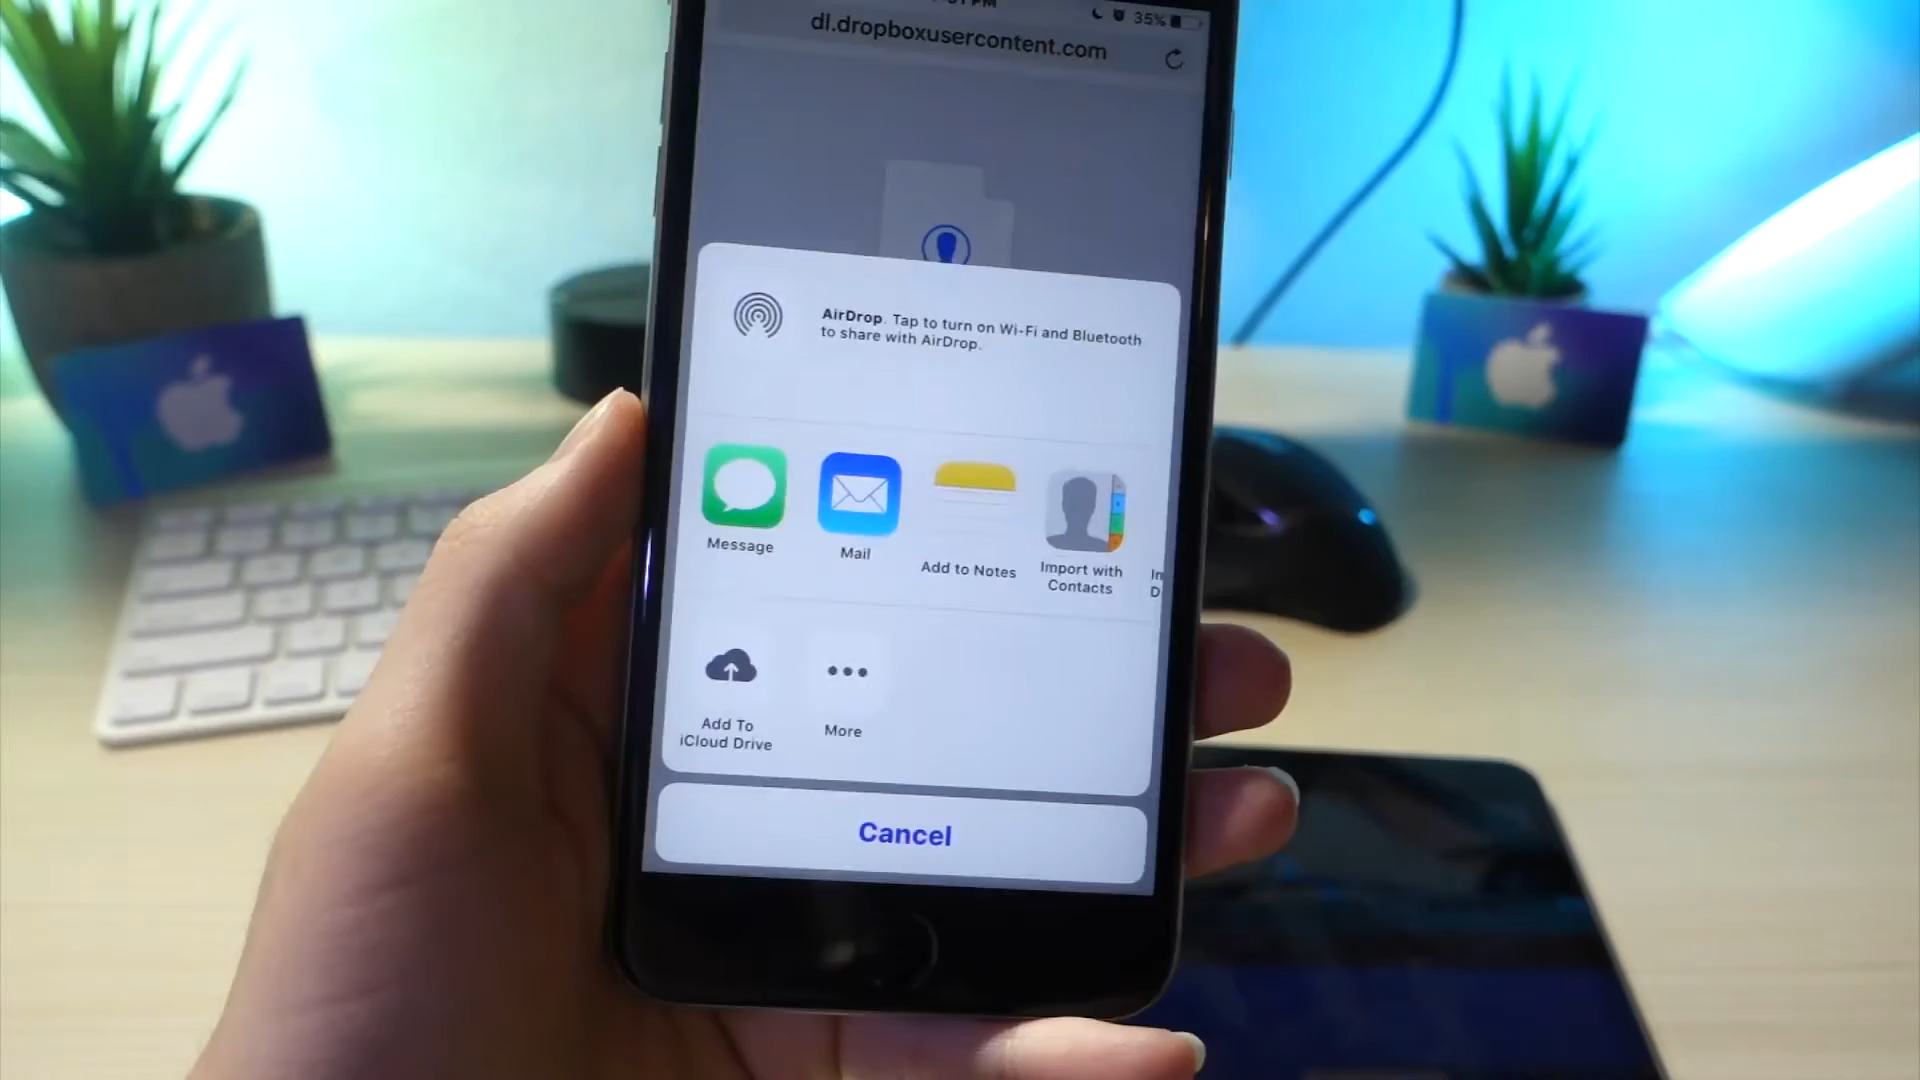 35%
dl.dropboxusercontent.com
AirDrop. Tap to turn on Wi-Fi and Bluetooth
to share with AirDrop.
Message
Mail
Add to Notes
Import with
Contacts
Add To
iCloud Drive
More
Cancel